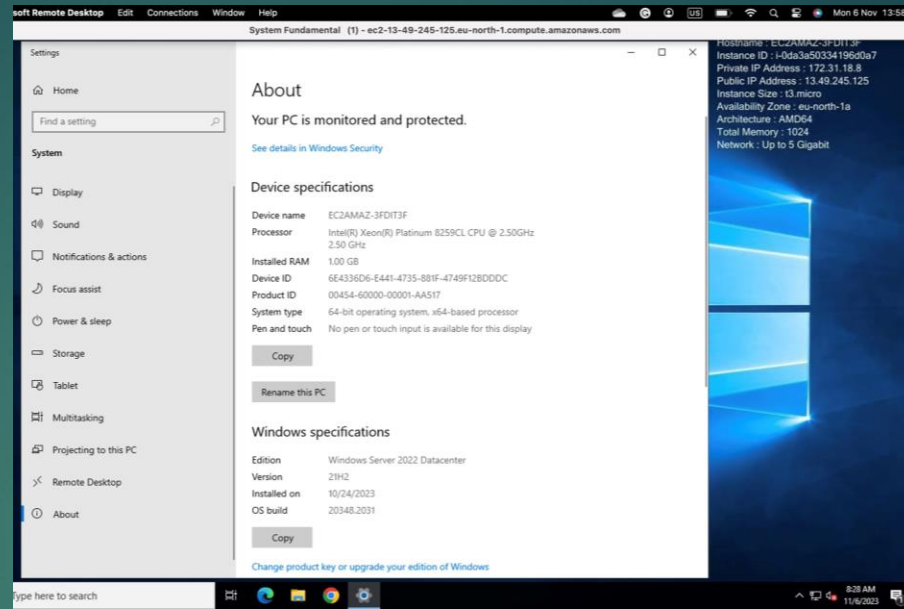 soft Remote Desktop Edit Connections Window Help US Mon 6 Nov 13:58
System Fundamental (1) - ec2-13-49-245-125.eu-north-1.compute.amazonaws.com
Settings
Home
Find a setting
System
Display
Sound
Notifications & actions
Focus assist
Power & sleep
Storage
Tablet
Multitasking
Projecting to this PC
Remote Desktop
About
About
Your PC is monitored and protected.
See details in Windows Security
Device specifications
Device name EC2AMAZ-3FDIT3F
Processor Intel(R) Xeon(R) Platinum 8259CL CPU @ 2.50GHz
2.50 GHz
Installed RAM 1.00 GB
Device ID 6E4336D6-E441-4735-881F-4749F12BDDDC
Product ID 00454-60000-00001-AA517
System type 64-bit operating system, x64-based processor
Pen and touch No pen or touch input is available for this display
Copy
Rename this PC
Windows specifications
Edition Windows Server 2022 Datacenter
Version 21H2
Installed on 10/24/2023
OS build 20348.2031
Copy
Change product key or upgrade your edition of Windows
Hostname : EC2AMAZ-3FDIT3F
Instance ID : i-0da3a50334196d0a7
Private IP Address : 172.31.18.8
Public IP Address : 13.49.245.125
Instance Size : t3.micro
Availability Zone : eu-north-1a
Architecture : AMD64
Total Memory : 1024
Network : Up to 5 Gigabit
Type here to search
8:28 AM
11/6/2023